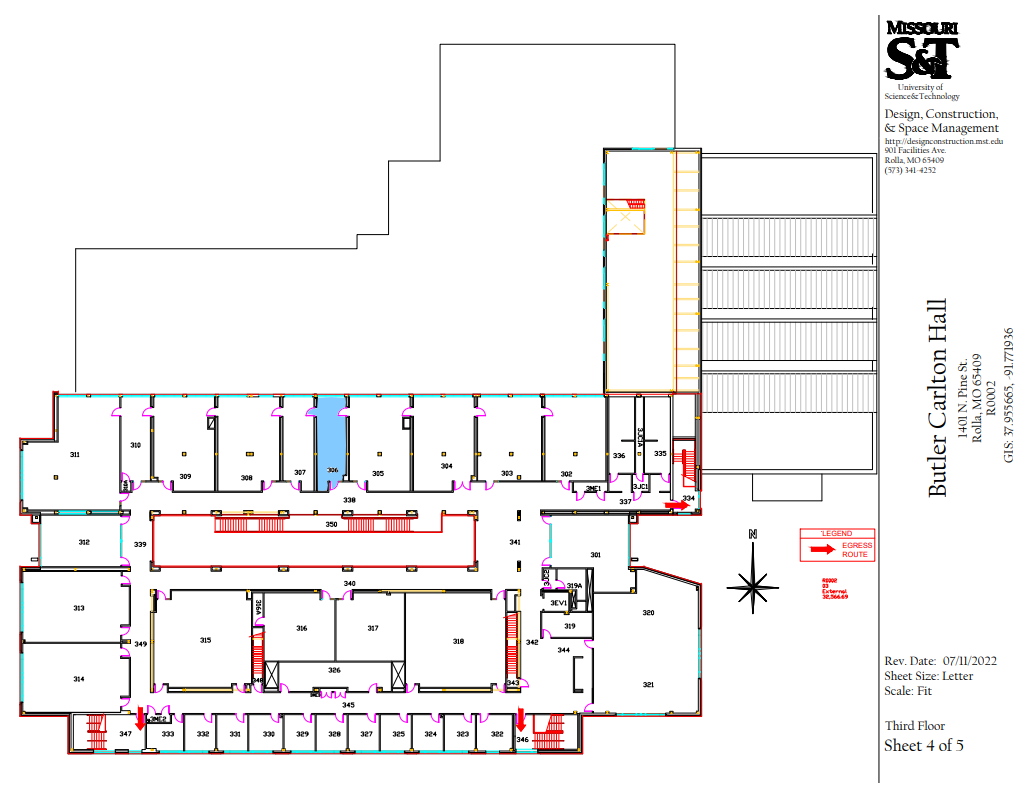 MISSOURI
S&T
University of
Science&Technology
Design, Construction,
& Space Management
http://designconstruction.mst.edu
901 Facilities Ave.
Rolla, MO 65409
(573) 341-4252
Butler Carlton Hall
1401 N. Pine St.
Rolla, MO 65409
R0002
GIS: 37.955665, -91.771936
311
310
309
308
307
306
305
304
303
302
336
3JC1A
335
3ME1
3JC1
337
334
338
350
312
339
341
301
340
313
349
315
316A
316
317
318
3JC2
319A
3EV1
319
342
344
320
314
348
326
343
321
345
347
3ME2
333
332
331
330
329
328
327
325
324
323
322
346
N
LEGEND
EGRESS
ROUTE
R0002
03
External
32,366.69
Rev. Date: 07/11/2022
Sheet Size: Letter
Scale: Fit
Third Floor
Sheet 4 of 5